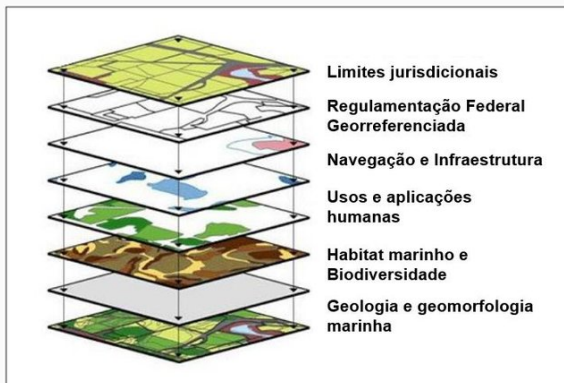 Limites jurisdicionais
Regulamentação Federal
Georreferenciada
Navegação e Infraestrutura
Usos e aplicações
humanas
Habitat marinho e
Biodiversidade
Geologia e geomorfologia
marinha